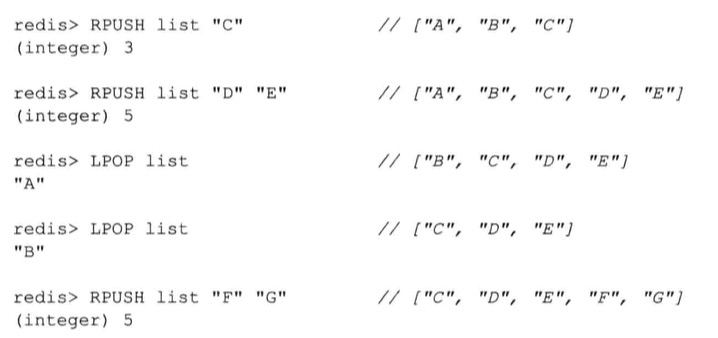 redis> RPUSH list "C" // ["A", "B", "C"]
(integer) 3
redis> RPUSH list "D" "E" // ["A", "B", "C", "D", "E"]
(integer) 5
redis> LPOP list // ["B", "C", "D", "E"]
"A"
redis> LPOP list // ["C", "D", "E"]
"B"
redis> RPUSH list "F" "G" // ["C", "D", "E", "F", "G"]
(integer) 5